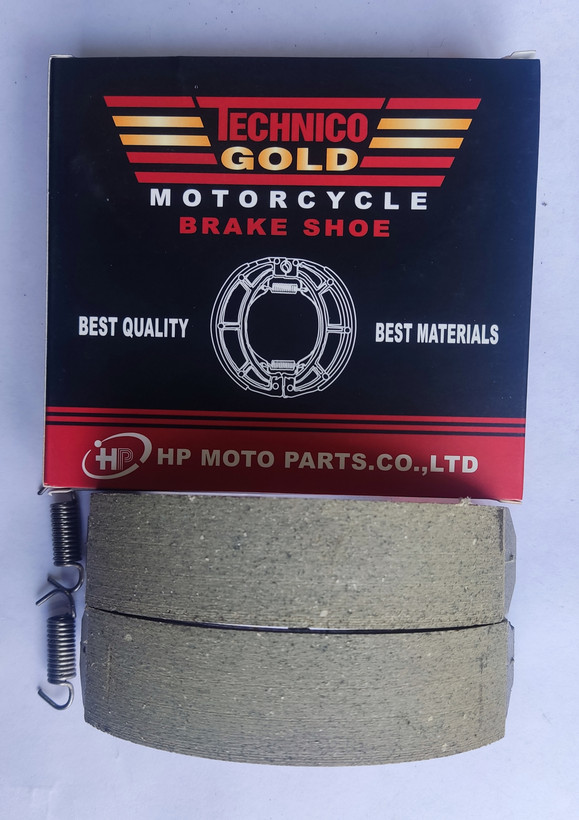 TECHNICO
GOLD
MOTORCYCLE
BRAKE SHOE
BEST QUALITY
BEST MATERIALS
HP HP MOTO PARTS.CO.,LTD